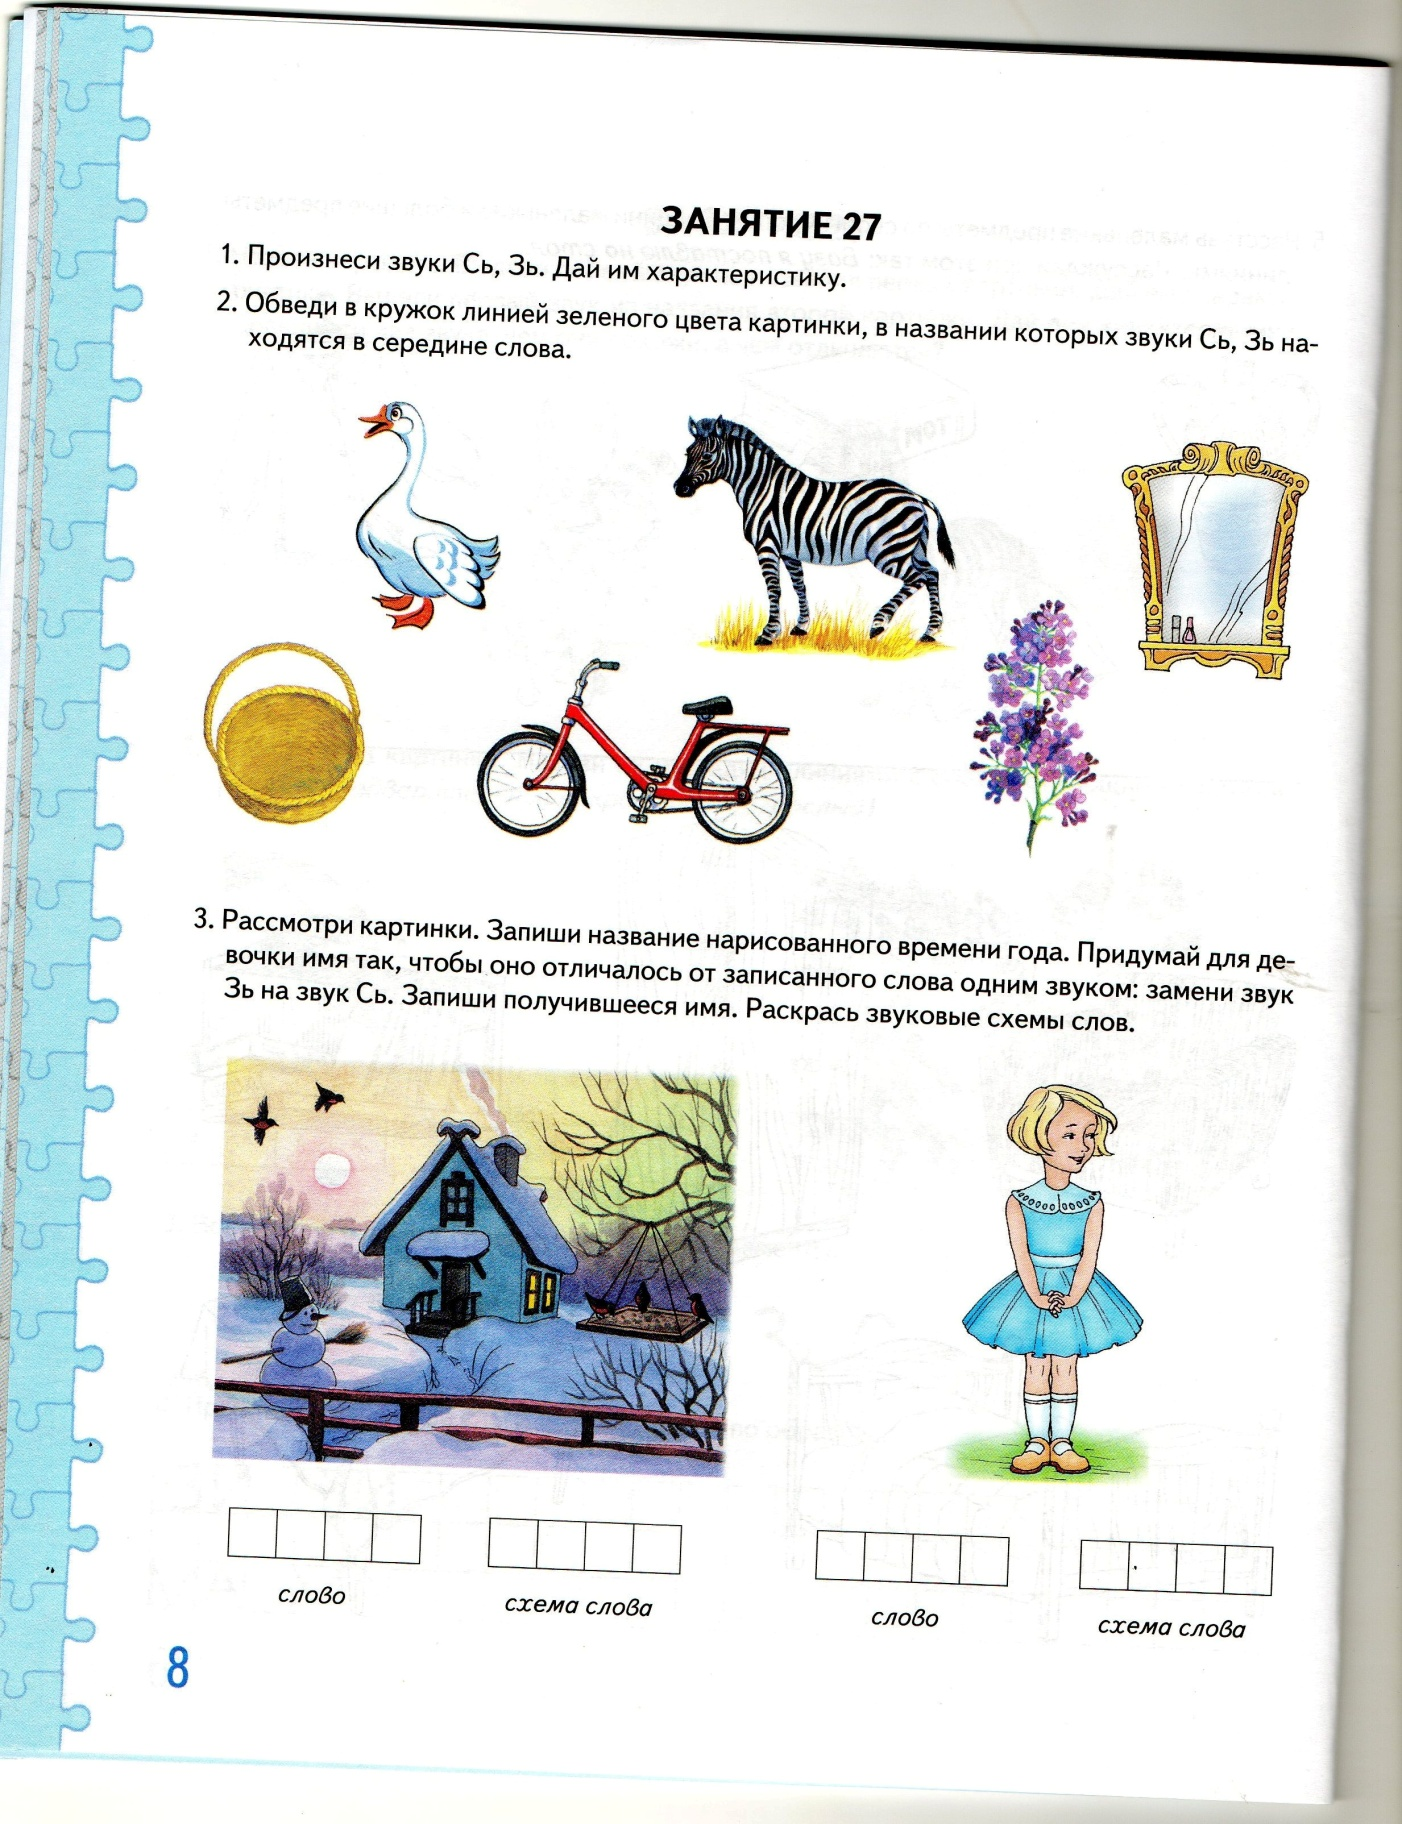 ЗАНЯТИЕ 27
1. Произнеси звуки Сь, Зь. Дай им характеристику.
2. Обведи в кружок линией зеленого цвета картинки, в названии которых звуки Сь, Зь на-
ходятся в середине слова.
3. Рассмотри картинки. Запиши название нарисованного времени года. Придумай для де-
вочки имя так, чтобы оно отличалось от записанного слова одним звуком: замени звук
Зь на звук Сь. Запиши получившееся имя. Раскрась звуковые схемы слов.
слово
схема слова
слово
схема слова
8